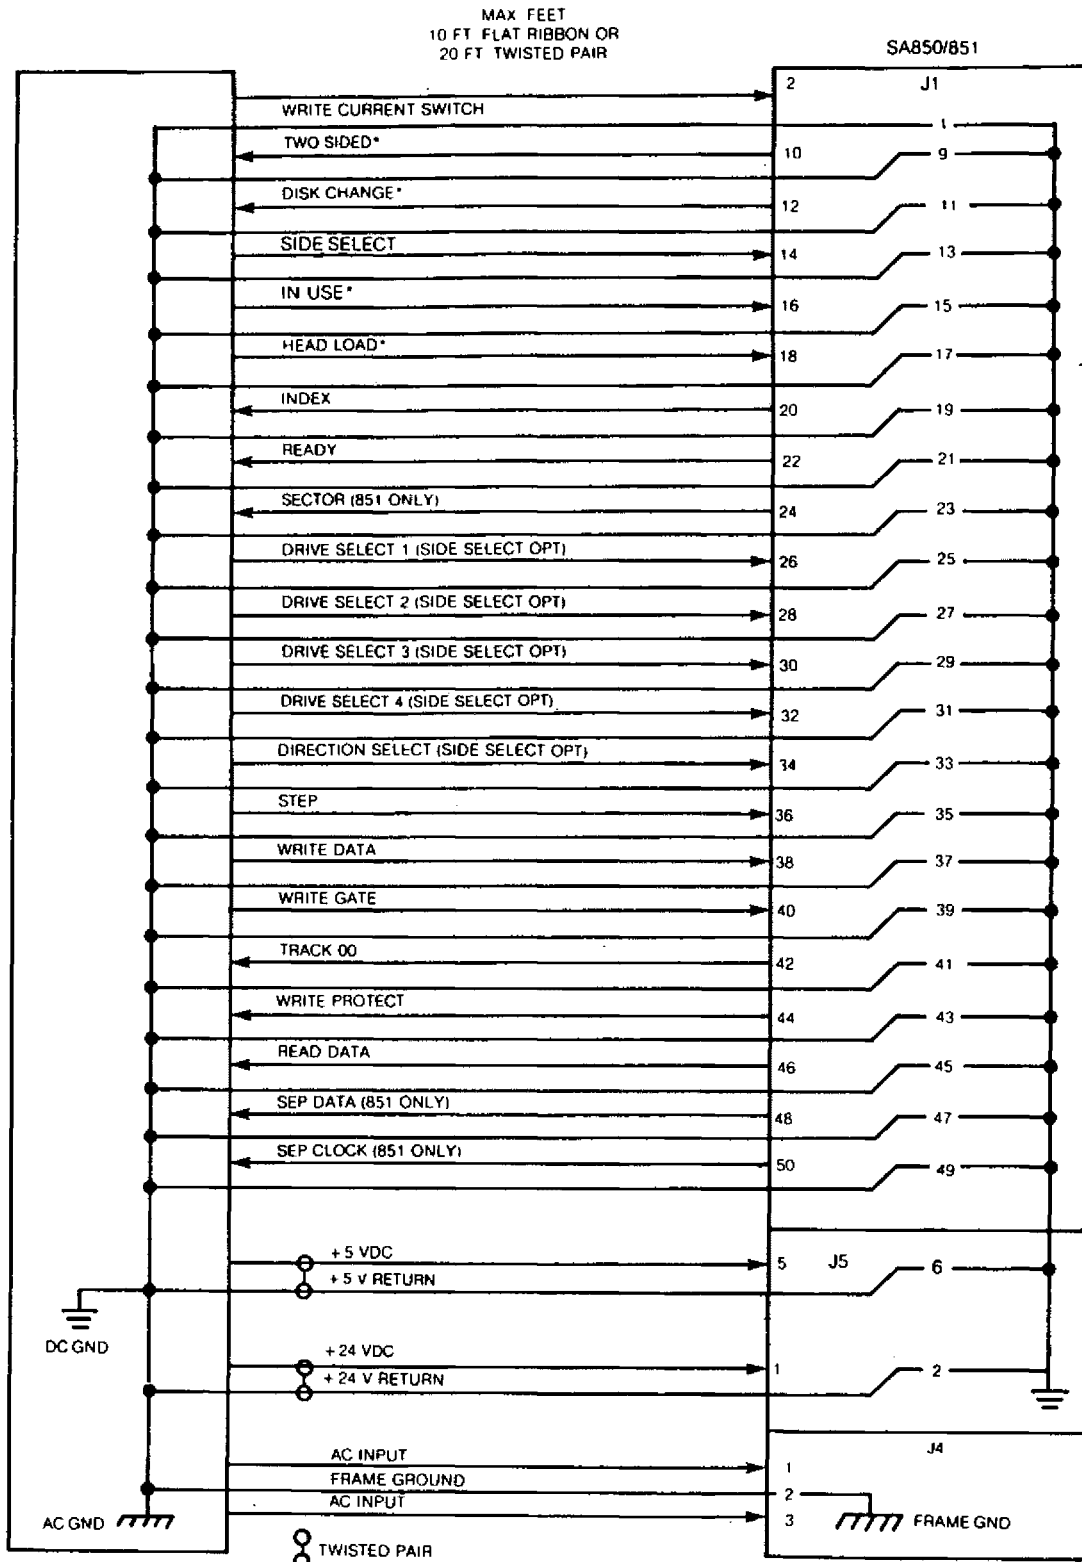 MAX FEET
10 FT FLAT RIBBON OR
20 FT TWISTED PAIR
SA850/851
2 J1
WRITE CURRENT SWITCH
1
TWO SIDED*
10 9
DISK CHANGE*
12 11
SIDE SELECT
14 13
IN USE*
16 15
HEAD LOAD*
18 17
INDEX
20 19
READY
22 21
SECTOR (851 ONLY)
24 23
DRIVE SELECT 1 (SIDE SELECT OPT)
26 25
DRIVE SELECT 2 (SIDE SELECT OPT)
28 27
DRIVE SELECT 3 (SIDE SELECT OPT)
30 29
DRIVE SELECT 4 (SIDE SELECT OPT)
32 31
DIRECTION SELECT (SIDE SELECT OPT)
34 33
STEP
36 35
WRITE DATA
38 37
WRITE GATE
40 39
TRACK 00
42 41
WRITE PROTECT
44 43
READ DATA
46 45
SEP DATA (851 ONLY)
48 47
SEP CLOCK (851 ONLY)
50 49
+ 5 VDC
5 J5 6
+ 5 V RETURN
DC GND
+ 24 VDC
1 2
+ 24 V RETURN
J4
AC INPUT
1
FRAME GROUND
2
AC INPUT
3
AC GND
FRAME GND
TWISTED PAIR